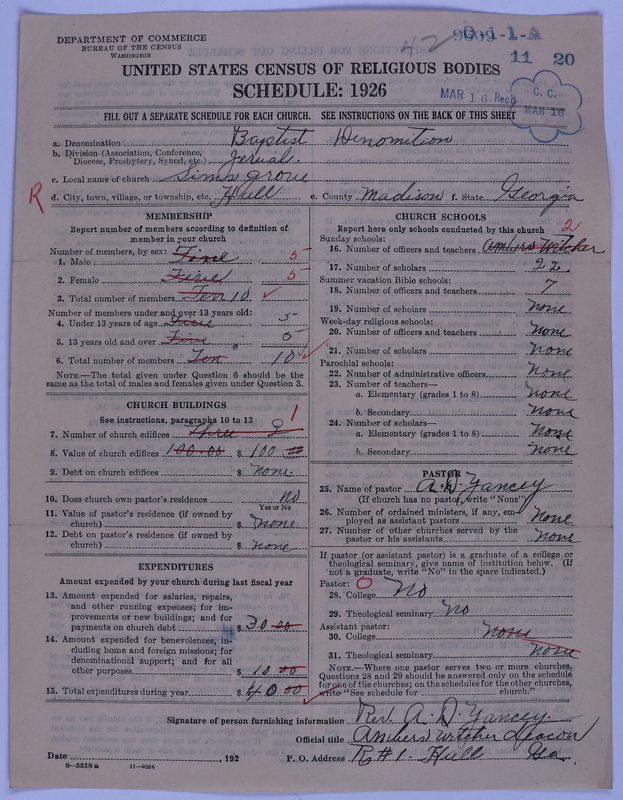 DEPARTMENT OF COMMERCE
BUREAU OF THE CENSUS
WASHINGTON
42
11 20
UNITED STATES CENSUS OF RELIGIOUS BODIES
SCHEDULE: 1926
MAR 16 Rec'd
C. C.
MAR 16
FILL OUT A SEPARATE SCHEDULE FOR EACH CHURCH. SEE INSTRUCTIONS ON THE BACK OF THIS SHEET
a. Denomination Baptist Denomition
b. Division (Association, Conference, Diocese, Presbytery, Synod, etc.) Jerual.
c. Local name of church Sims grove
R d. City, town, village, or township, etc. Hull e. County Madison f. State Georgia
MEMBERSHIP
Report number of members according to definition of
member in your church
Number of members, by sex:
1. Male Five 5
2. Female Five 5
3. Total number of members Ten 10 ✓
Number of members under and over 13 years old:
4. Under 13 years of age Five 5
5. 13 years old and over Five 5
6. Total number of members Ten 10 ✓
NOTE.—The total given under Question 6 should be the
same as the total of males and females given under Question 3.
CHURCH BUILDINGS
See instructions, paragraphs 10 to 12 1
7. Number of church edifices Three
8. Value of church edifices 100.00 $ 100 00
9. Debt on church edifices $ none
10. Does church own pastor's residence no
Yes or No
11. Value of pastor's residence (if owned by
church) $ none
12. Debt on pastor's residence (if owned by
church) $ none
EXPENDITURES
Amount expended by your church during last fiscal year
13. Amount expended for salaries, repairs,
and other running expenses; for im-
provements or new buildings; and for
payments on church debt $ 30 00
14. Amount expended for benevolences, in-
cluding home and foreign missions; for
denominational support; and for all
other purposes $ 10 00
15. Total expenditures during year $ 40 00 ✓
CHURCH SCHOOLS
Report here only schools conducted by this church
Sunday schools: 2
16. Number of officers and teachers Amhers Witcher
17. Number of scholars 22
Summer vacation Bible schools:
18. Number of officers and teachers 7
19. Number of scholars none
Week-day religious schools:
20. Number of officers and teachers none
21. Number of scholars none
Parochial schools:
22. Number of administrative officers none
23. Number of teachers—
a. Elementary (grades 1 to 8) none
b. Secondary none
24. Number of scholars—
a. Elementary (grades 1 to 8) none
b. Secondary none
PASTOR
25. Name of pastor A. D. Yancey
(If church has no pastor, write "None")
26. Number of ordained ministers, if any, em-
ployed as assistant pastors none
27. Number of other churches served by the
pastor or his assistants none
If pastor (or assistant pastor) is a graduate of a college or
theological seminary, give name of institution below. (If
not a graduate, write "No" in the space indicated.)
Pastor: O
28. College No
29. Theological seminary No
Assistant pastor:
30. College none
31. Theological seminary none
NOTE.—Where one pastor serves two or more churches,
Questions 28 and 29 should be answered only on the schedule
for one of the churches; on the schedules for the other churches,
write "See schedule for church."
Signature of person furnishing information Rev. A. D. Yancey.
Official title Amhers Witcher Deacon
Date , 192 P. O. Address R#1. Hull Ga.
8—5518a 11—9054